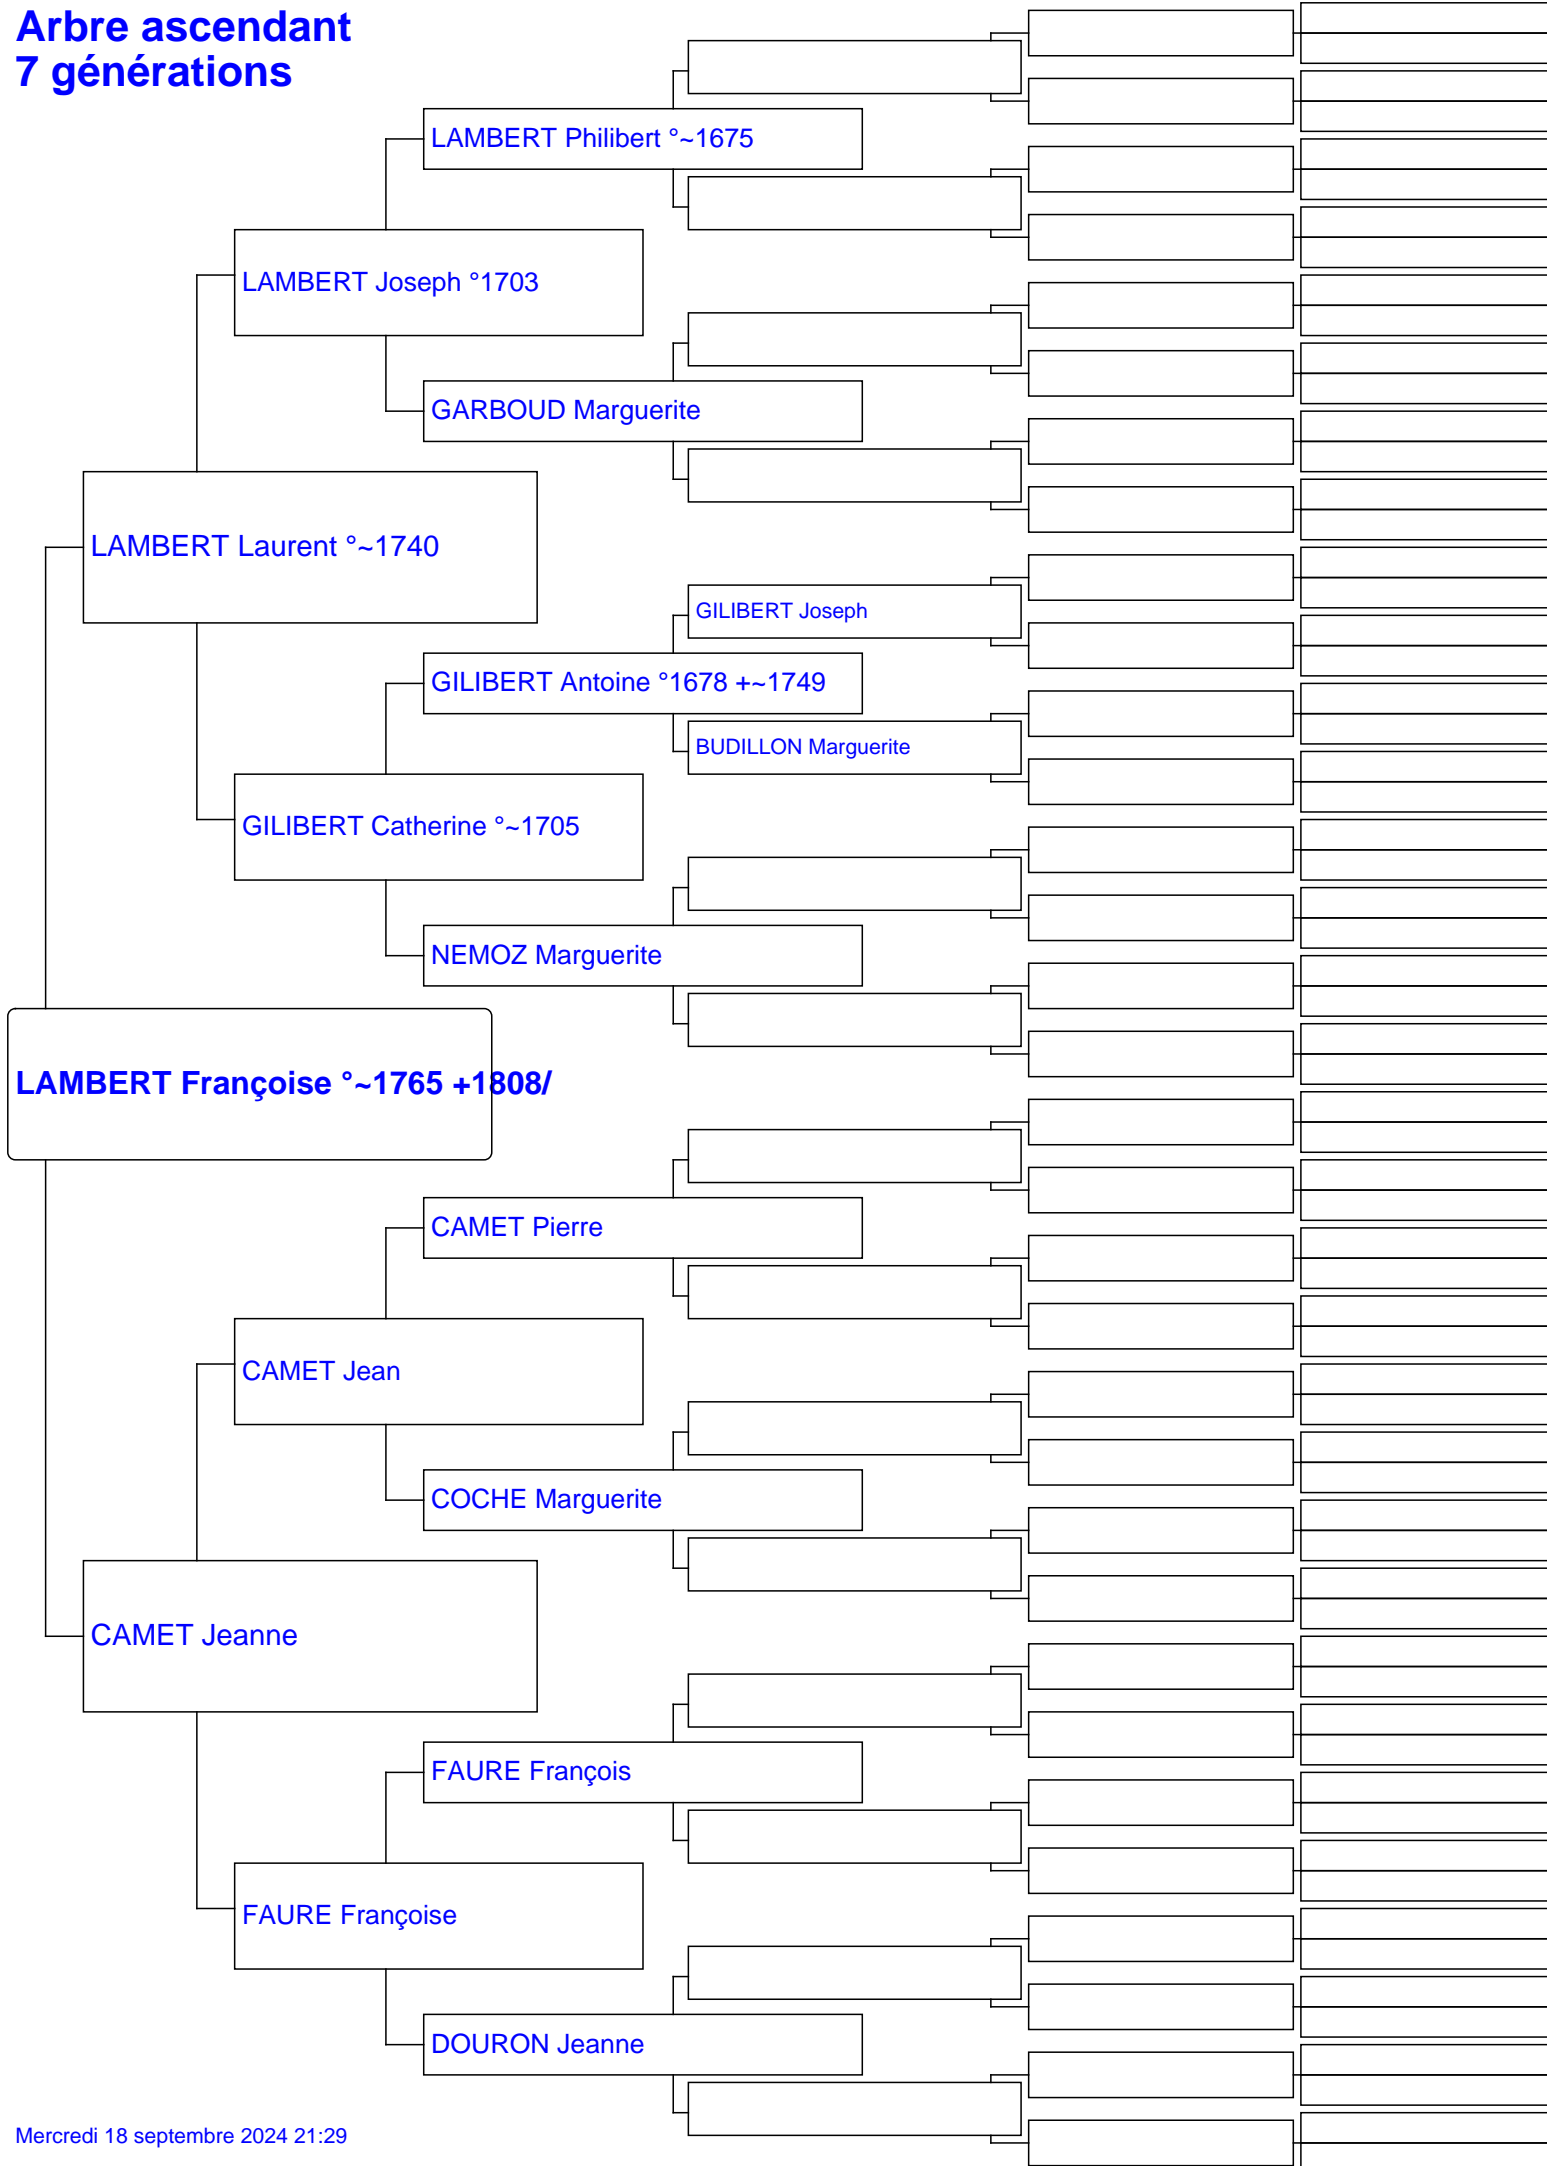 Arbre ascendant
7 générations
LAMBERT Philibert °~1675
LAMBERT Joseph °1703
GARBOUD Marguerite
LAMBERT Laurent °~1740
GILIBERT Joseph
GILIBERT Antoine °1678 +~1749
BUDILLON Marguerite
GILIBERT Catherine °~1705
NEMOZ Marguerite
LAMBERT Françoise °~1765 +1808/
CAMET Pierre
CAMET Jean
COCHE Marguerite
CAMET Jeanne
FAURE François
FAURE Françoise
DOURON Jeanne
Mercredi 18 septembre 2024 21:29